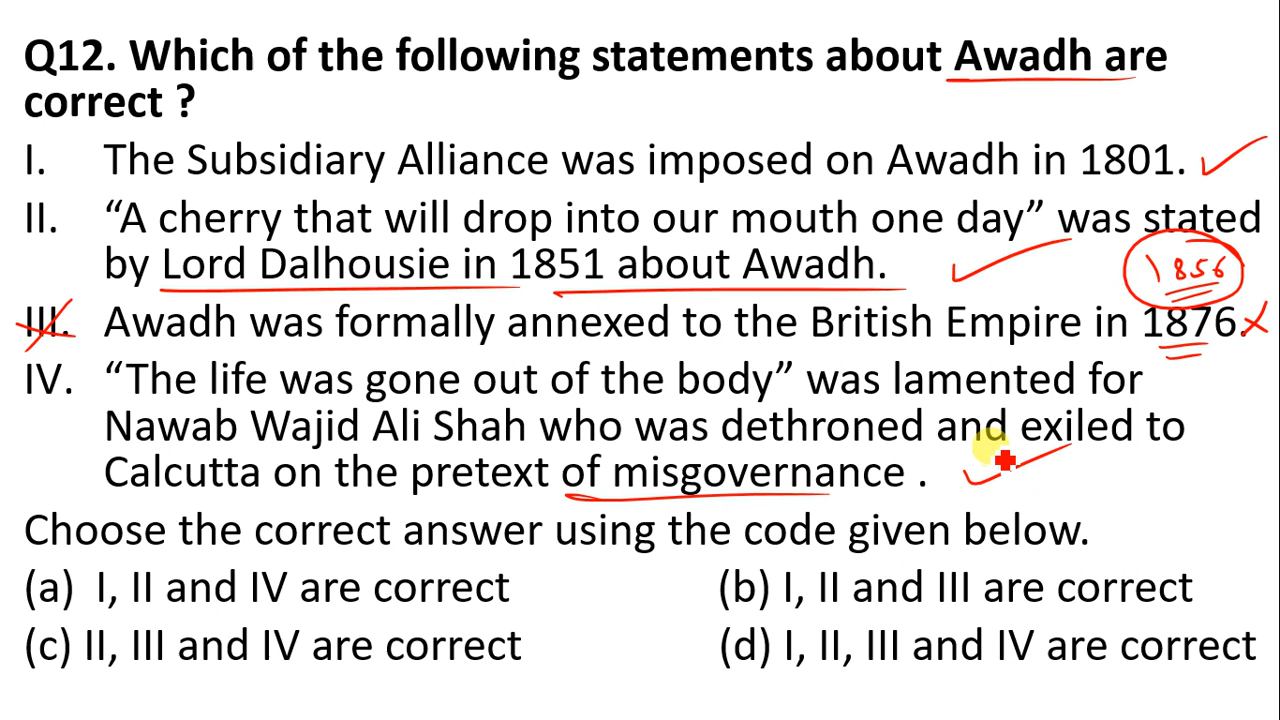 Q12. Which of the following statements about Awadh are
correct ?
I. The Subsidiary Alliance was imposed on Awadh in 1801.
II. “A cherry that will drop into our mouth one day” was stated
by Lord Dalhousie in 1851 about Awadh.
1856
III. Awadh was formally annexed to the British Empire in 1876.
IV. “The life was gone out of the body” was lamented for
Nawab Wajid Ali Shah who was dethroned and exiled to
Calcutta on the pretext of misgovernance .
Choose the correct answer using the code given below.
(a) I, II and IV are correct (b) I, II and III are correct
(c) II, III and IV are correct (d) I, II, III and IV are correct